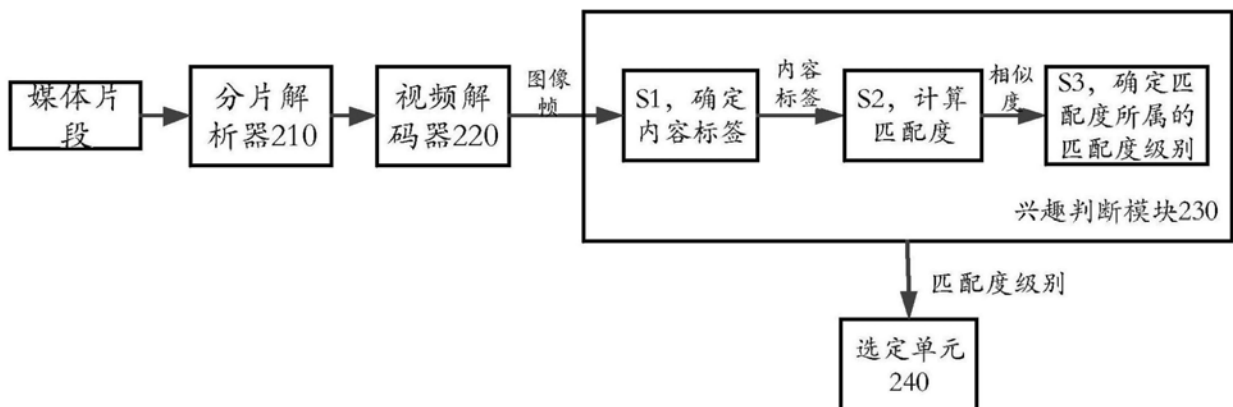 媒体片
段
分片解
析器210
视频解
码器220
图像
帧
S1，确定
内容标签
内容
标签
S2，计算
匹配度
相似
度
S3，确定匹
配度所属的
匹配度级别
兴趣判断模块230
匹配度级别
选定单元
240